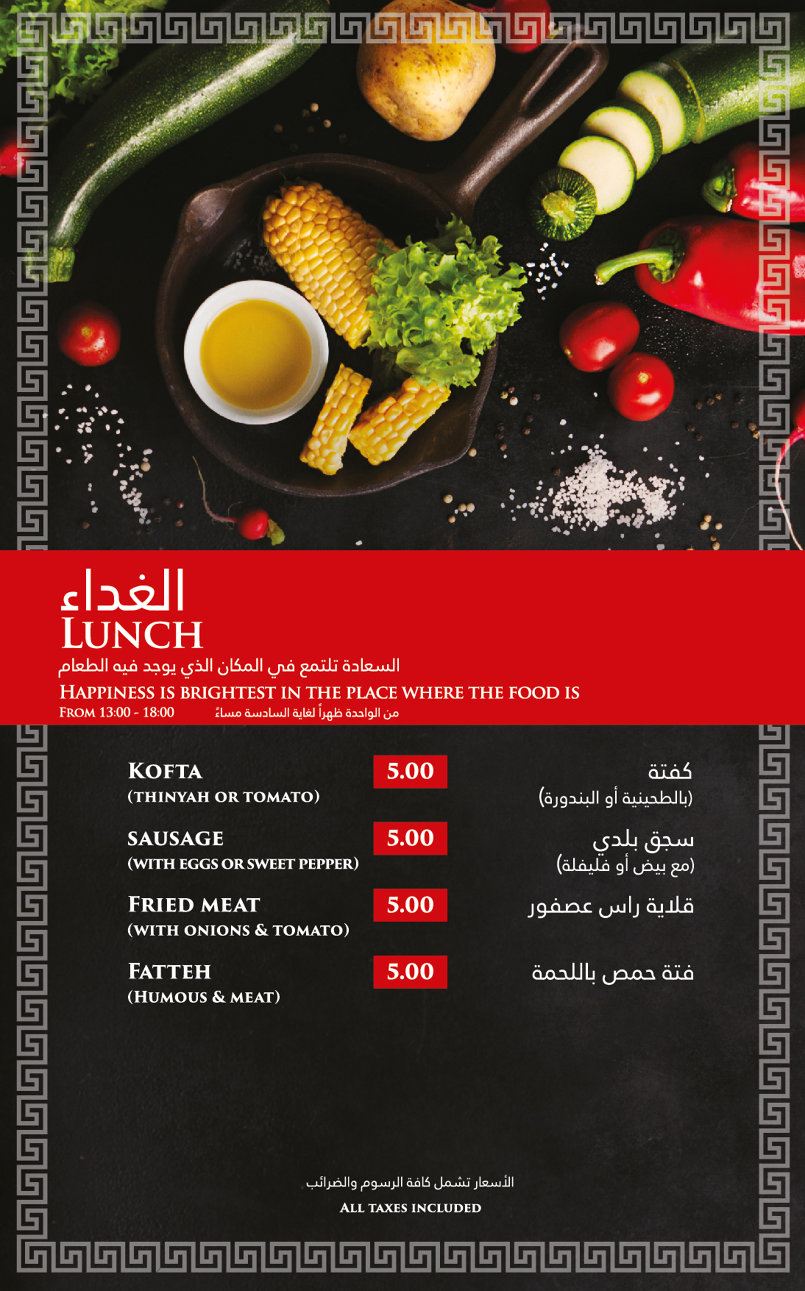 الغداء
LUNCH
السعادة تلتمع في المكان الذي يوجد فيه الطعام
HAPPINESS IS BRIGHTEST IN THE PLACE WHERE THE FOOD IS
FROM 13:00 - 18:00 من الواحدة ظهراً لغاية السادسة مساءً
KOFTA 5.00 كفتة
(THINYAH OR TOMATO) (بالطحينية أو البندورة)
SAUSAGE 5.00 سجق بلدي
(WITH EGGS OR SWEET PEPPER) (مع بيض أو فليفلة)
FRIED MEAT 5.00 قلاية راس عصفور
(WITH ONIONS & TOMATO)
FATTEH 5.00 فتة حمص باللحمة
(HUMOUS & MEAT)
الأسعار تشمل كافة الرسوم والضرائب .
ALL TAXES INCLUDED